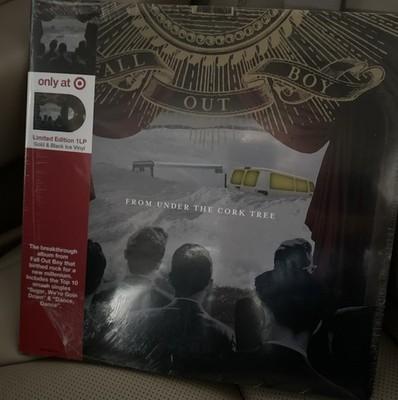 FALL
OUT
BOY
only at
Limited Edition 1LP
Gold & Black Ice Vinyl
FROM UNDER THE CORK TREE
The breakthrough
album from
Fall Out Boy that
birthed rock for a
new millenium.
Includes the Top 10
smash singles
"Sugar, We're Goin
Down" & "Dance,
Dance".